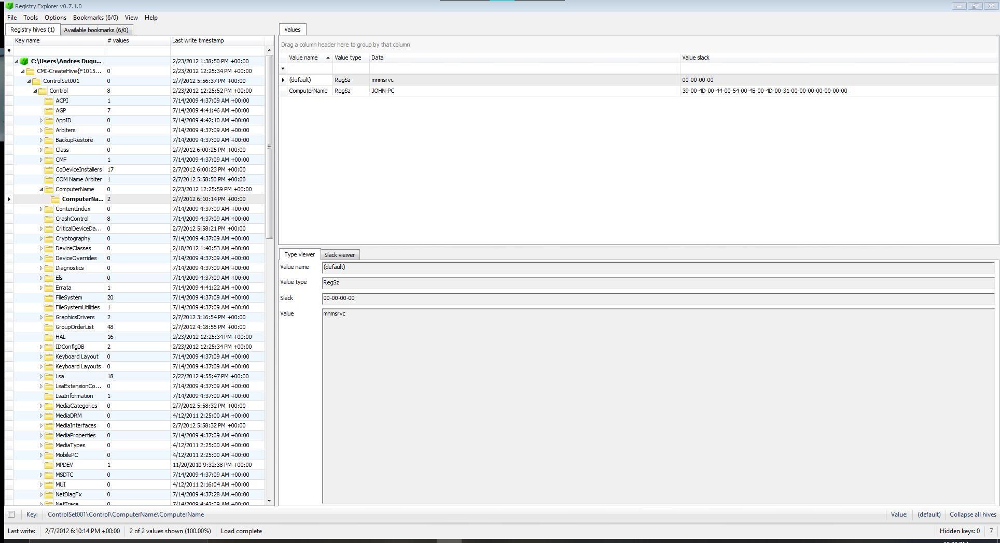 Registry Explorer v0.7.1.0
File Tools Options Bookmarks (6/0) View Help
Registry hives (1) Available bookmarks (6/0)
Key name # values Last write timestamp
C:\Users\Andres Duqu... 2/23/2012 1:38:50 PM +00:00
CMI-CreateHive{F1015... 0 2/23/2012 12:25:34 PM +00:00
ControlSet001 0 2/7/2012 5:56:37 PM +00:00
Control 8 2/23/2012 12:25:52 PM +00:00
ACPI 1 7/14/2009 4:37:09 AM +00:00
AGP 7 7/14/2009 4:41:46 AM +00:00
AppID 0 7/14/2009 4:42:10 AM +00:00
Arbiters 0 7/14/2009 4:37:09 AM +00:00
BackupRestore 0 7/14/2009 4:37:09 AM +00:00
Class 0 2/7/2012 6:00:25 PM +00:00
CMF 1 7/14/2009 4:37:09 AM +00:00
CoDeviceInstallers 17 2/7/2012 6:00:23 PM +00:00
COM Name Arbiter 1 2/7/2012 5:58:50 PM +00:00
ComputerName 0 2/23/2012 12:25:59 PM +00:00
ComputerNa... 2 2/7/2012 6:10:14 PM +00:00
ContentIndex 0 7/14/2009 4:37:09 AM +00:00
CrashControl 8 7/14/2009 4:37:09 AM +00:00
CriticalDeviceDa... 0 2/7/2012 5:58:21 PM +00:00
Cryptography 0 7/14/2009 4:37:09 AM +00:00
DeviceClasses 0 2/18/2012 1:40:53 AM +00:00
DeviceOverrides 0 7/14/2009 4:37:09 AM +00:00
Diagnostics 0 7/14/2009 4:37:09 AM +00:00
Els 0 7/14/2009 4:37:09 AM +00:00
Errata 1 7/14/2009 4:41:22 AM +00:00
FileSystem 20 7/14/2009 4:37:09 AM +00:00
FileSystemUtilities 1 7/14/2009 4:37:09 AM +00:00
GraphicsDrivers 2 2/7/2012 3:16:54 PM +00:00
GroupOrderList 48 2/7/2012 4:18:56 PM +00:00
HAL 16 2/23/2012 12:25:34 PM +00:00
IDConfigDB 2 2/23/2012 12:25:34 PM +00:00
Keyboard Layout 0 7/14/2009 4:37:09 AM +00:00
Keyboard Layouts 0 7/14/2009 4:37:09 AM +00:00
Lsa 18 2/22/2012 4:55:47 PM +00:00
LsaExtensionCo... 0 7/14/2009 4:37:09 AM +00:00
LsaInformation 1 7/14/2009 4:37:09 AM +00:00
MediaCategories 0 2/7/2012 5:58:32 PM +00:00
MediaDRM 0 4/12/2011 2:25:00 AM +00:00
MediaInterfaces 0 2/7/2012 5:58:32 PM +00:00
MediaProperties 0 7/14/2009 4:37:09 AM +00:00
MediaTypes 0 4/12/2011 2:25:00 AM +00:00
MobilePC 0 4/12/2011 2:25:00 AM +00:00
MPDEV 1 11/20/2010 9:32:38 PM +00:00
MSDTC 0 7/14/2009 4:37:09 AM +00:00
MUI 0 4/12/2011 2:16:04 AM +00:00
NetDiagFx 0 7/14/2009 4:37:28 AM +00:00
NetTrace 0 7/14/2009 4:42:09 AM +00:00
Values
Drag a column header here to group by that column
Value name Value type Data Value slack
(default) RegSz mnmsrvc 00-00-00-00
ComputerName RegSz JOHN-PC 39-00-4D-00-44-00-54-00-4B-00-4D-00-31-00-00-00-00-00-00-00
Type viewer Slack viewer
Value name (default)
Value type RegSz
Slack 00-00-00-00
Value mnmsrvc
Key: ControlSet001\Control\ComputerName\ComputerName Value: (default) Collapse all hives
Last write: 2/7/2012 6:10:14 PM +00:00 2 of 2 values shown (100.00%) Load complete Hidden keys: 0 7